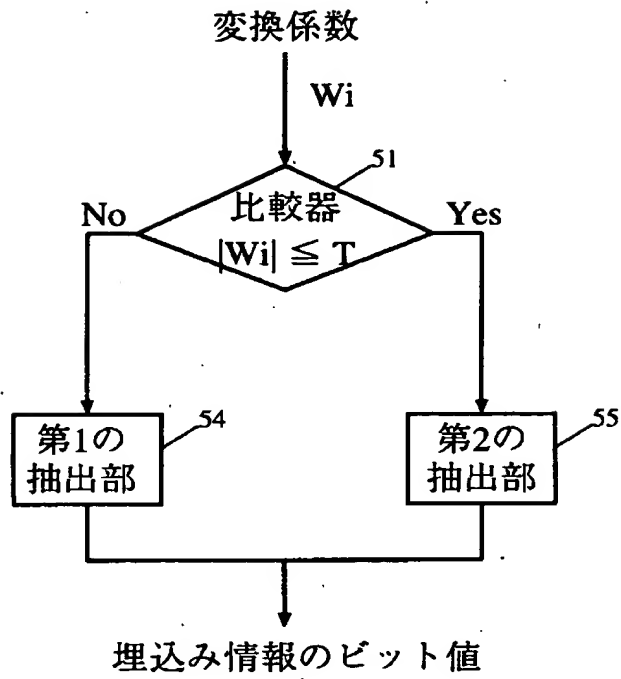 変換係数
Wi
51
比較器
|Wi| ≦ T
No
Yes
第1の
抽出部
54
第2の
抽出部
55
埋込み情報のビット値